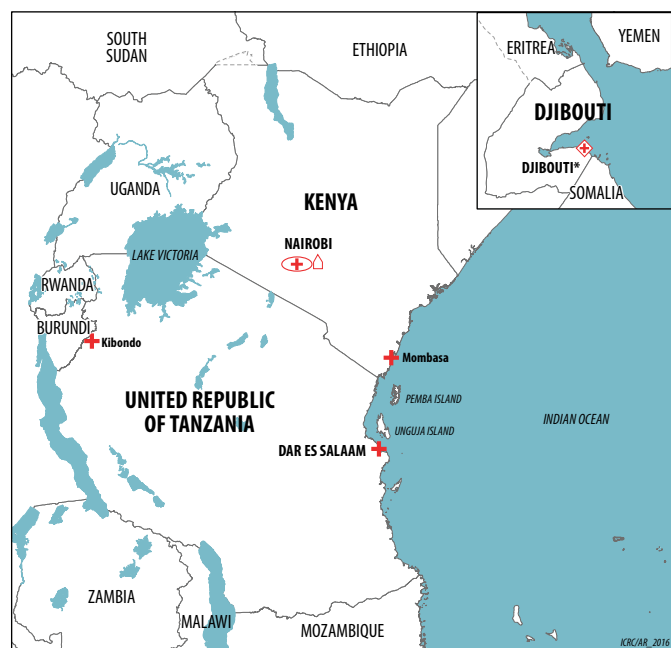 SOUTH
SUDAN
ETHIOPIA
ERITREA
YEMEN
DJIBOUTI
DJIBOUTI*
SOMALIA
UGANDA
KENYA
NAIROBI
LAKE VICTORIA
RWANDA
BURUNDI
Kibondo
Mombasa
UNITED REPUBLIC
OF TANZANIA
PEMBA ISLAND
INDIAN OCEAN
UNGUJA ISLAND
DAR ES SALAAM
ZAMBIA
MALAWI
MOZAMBIQUE
ICRC/AR_2016